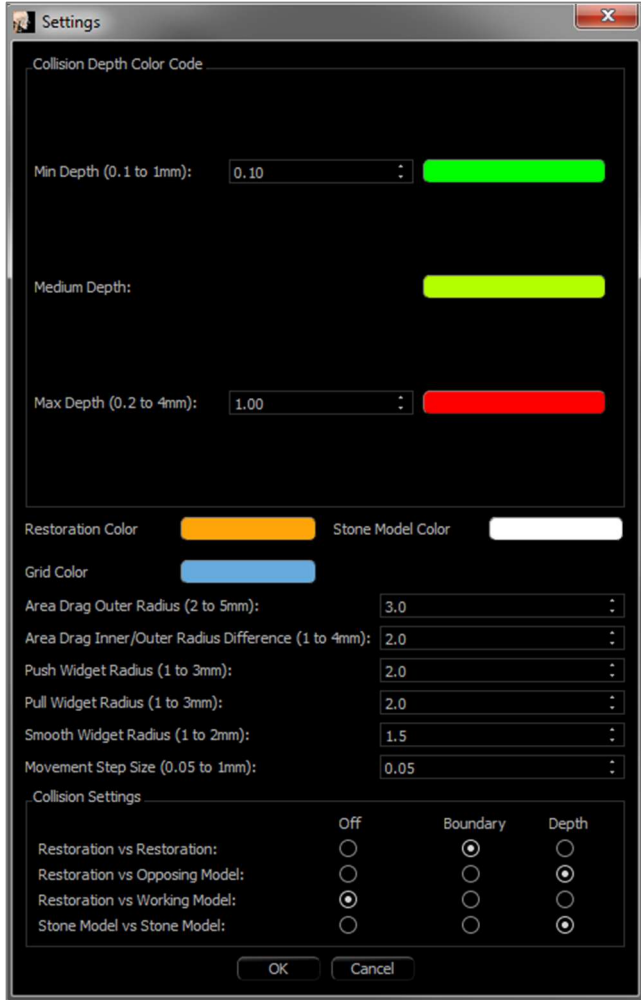 Settings
Collision Depth Color Code
Min Depth (0.1 to 1mm): 0.10
Medium Depth:
Max Depth (0.2 to 4mm): 1.00
Restoration Color Stone Model Color
Grid Color
Area Drag Outer Radius (2 to 5mm): 3.0
Area Drag Inner/Outer Radius Difference (1 to 4mm): 2.0
Push Widget Radius (1 to 3mm): 2.0
Pull Widget Radius (1 to 3mm): 2.0
Smooth Widget Radius (1 to 2mm): 1.5
Movement Step Size (0.05 to 1mm): 0.05
Collision Settings
Off Boundary Depth
Restoration vs Restoration:
Restoration vs Opposing Model:
Restoration vs Working Model:
Stone Model vs Stone Model:
OK Cancel